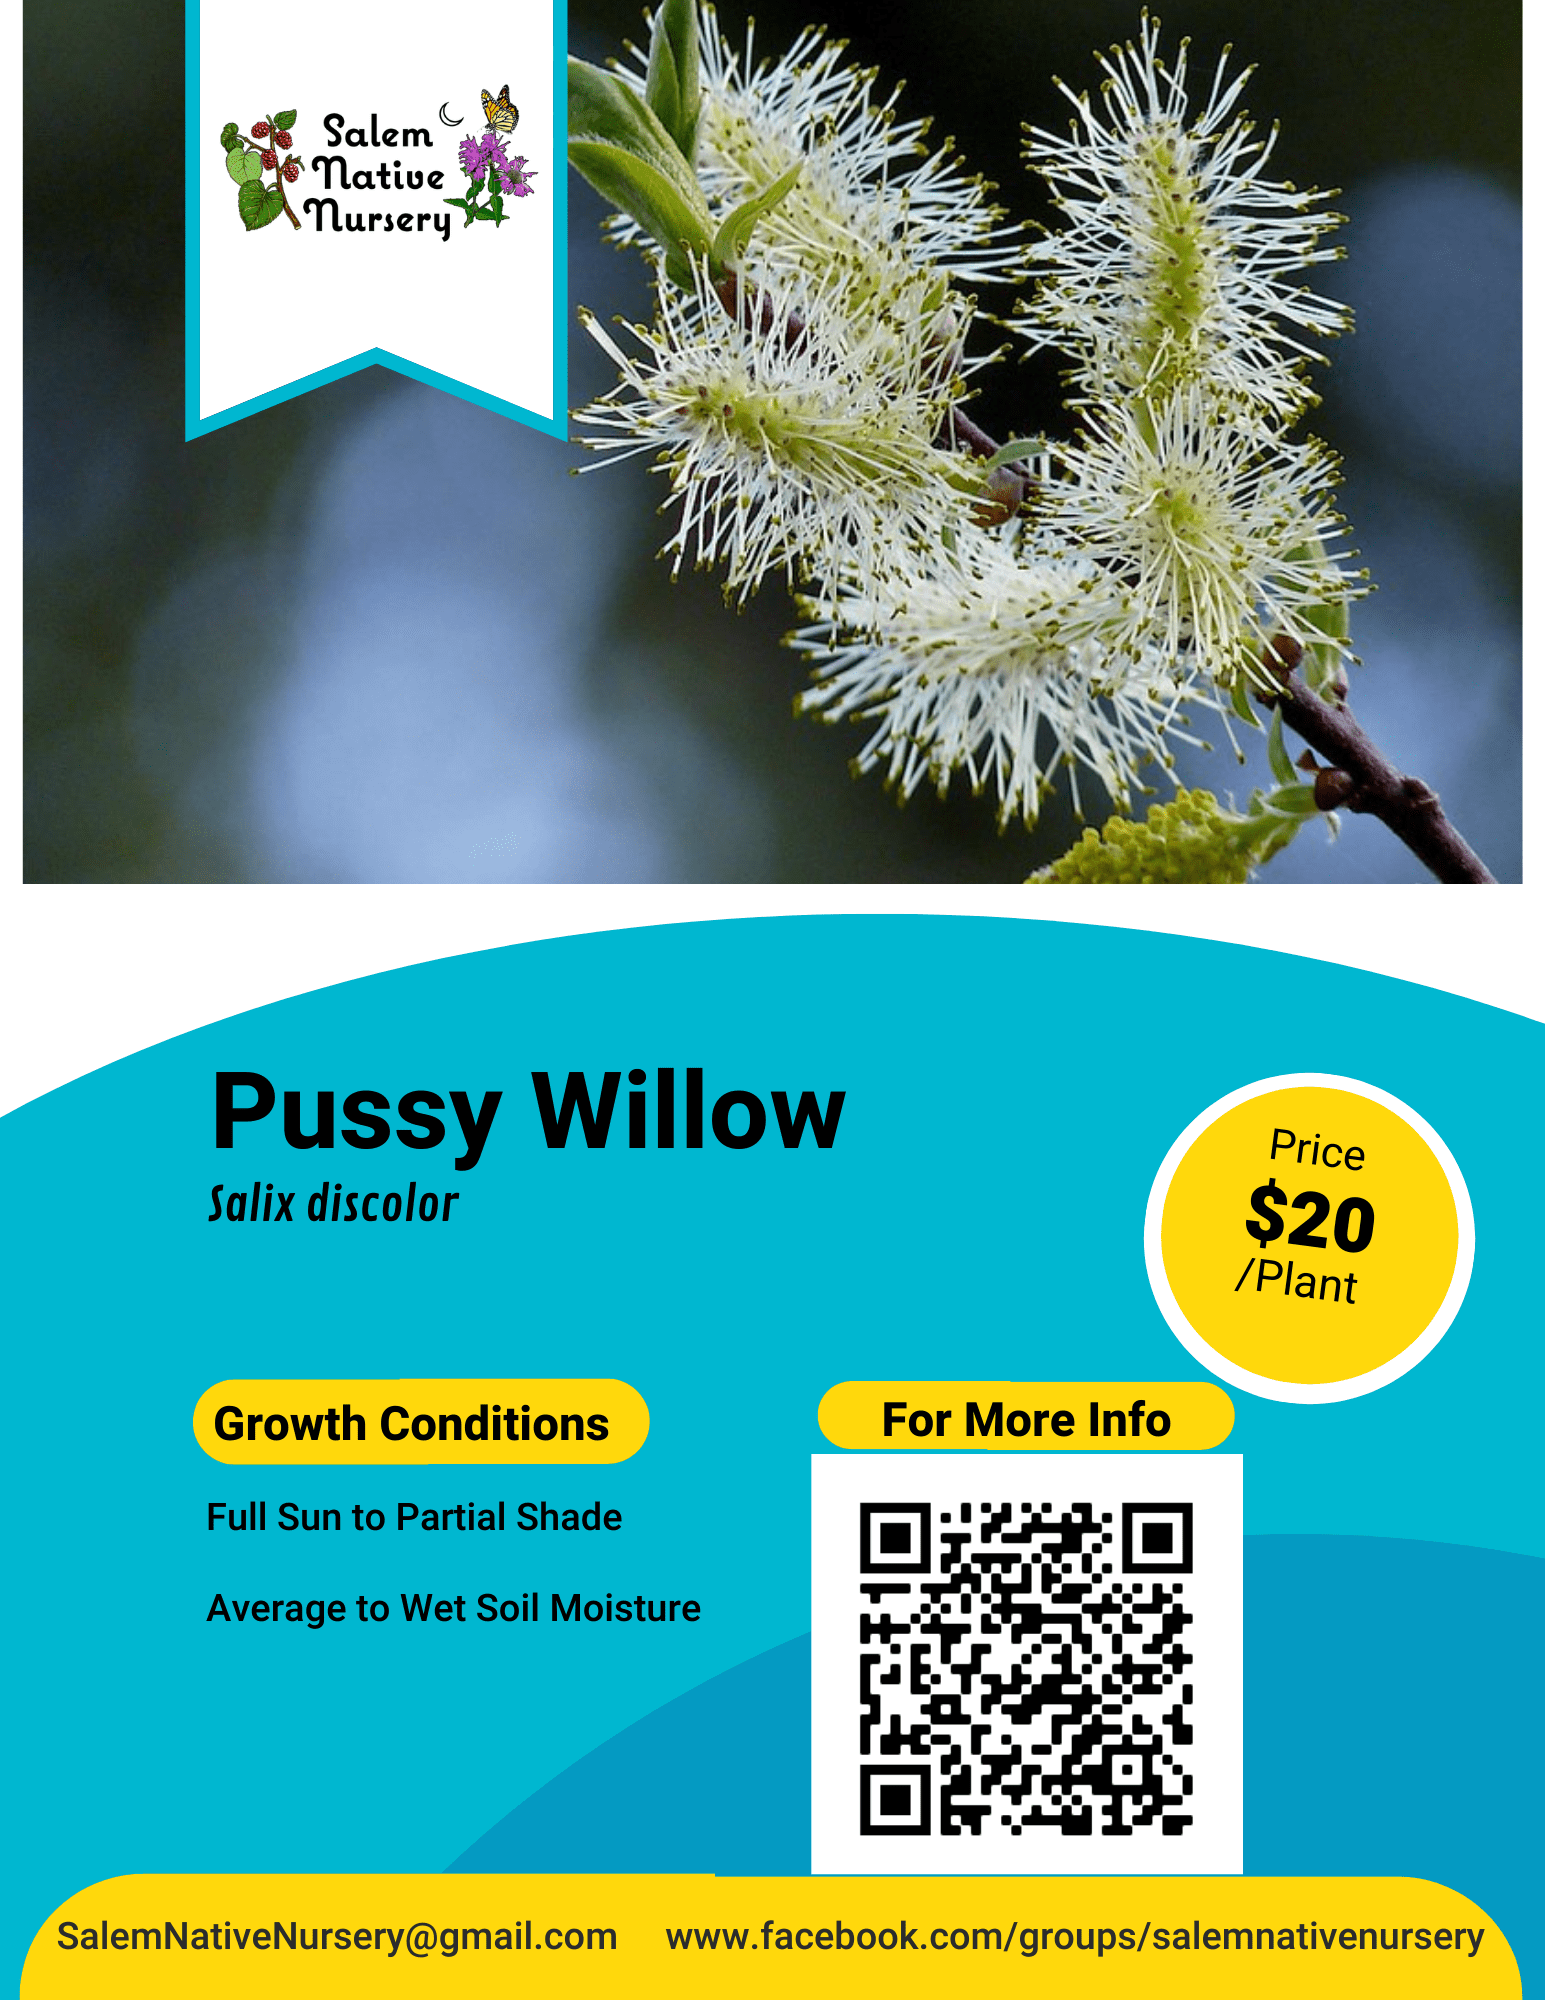 Salem
Native
Nursery
Pussy Willow
Salix discolor
Price
$20
/Plant
Growth Conditions
For More Info
Full Sun to Partial Shade
Average to Wet Soil Moisture
SalemNativeNursery@gmail.com
www.facebook.com/groups/salemnativenursery